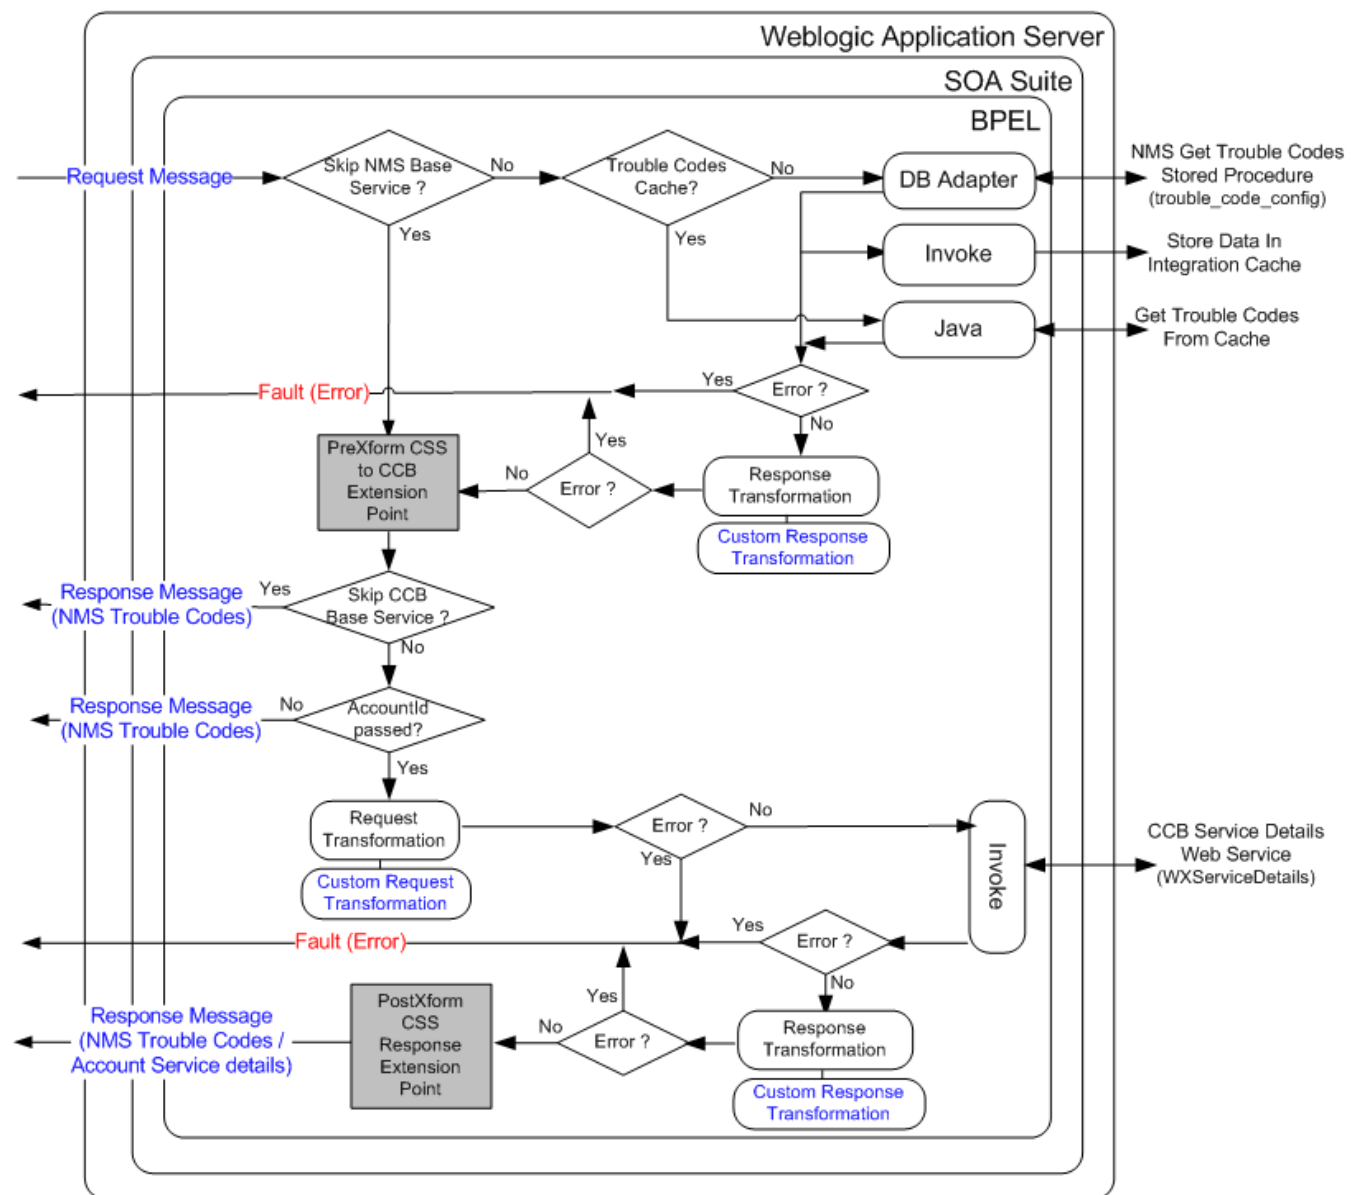 Weblogic Application Server
SOA Suite
BPEL
Request Message
Skip NMS Base
Service ?
No
Yes
Trouble Codes
Cache?
No
Yes
DB Adapter
NMS Get Trouble Codes
Stored Procedure
(trouble_code_config)
Invoke
Store Data In
Integration Cache
Java
Get Trouble Codes
From Cache
Fault (Error)
Yes
Error ?
No
PreXform CSS
to CCB
Extension
Point
No
Error ?
Yes
Response
Transformation
Custom Response
Transformation
Response Message
(NMS Trouble Codes)
Yes
Skip CCB
Base Service ?
No
Response Message
(NMS Trouble Codes)
No
AccountId
passed?
Yes
Request
Transformation
Custom Request
Transformation
Error ?
No
Yes
Invoke
CCB Service Details
Web Service
(WXServiceDetails)
Fault (Error)
Yes
Error ?
No
Response Message
(NMS Trouble Codes /
Account Service details)
PostXform
CSS
Response
Extension
Point
No
Error ?
Yes
Response
Transformation
Custom Response
Transformation